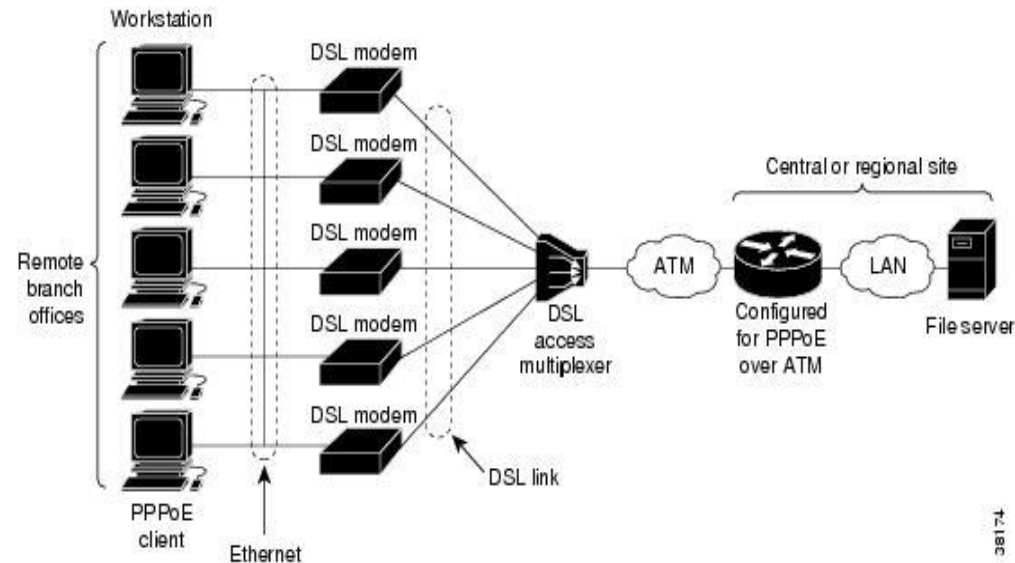 Workstation
DSL modem
DSL modem
DSL modem
DSL modem
DSL modem
Remote
branch
offices
PPPoE
client
Ethernet
DSL link
DSL
access
multiplexer
ATM
Central or regional site
Configured
for PPPoE
over ATM
LAN
File server
38174